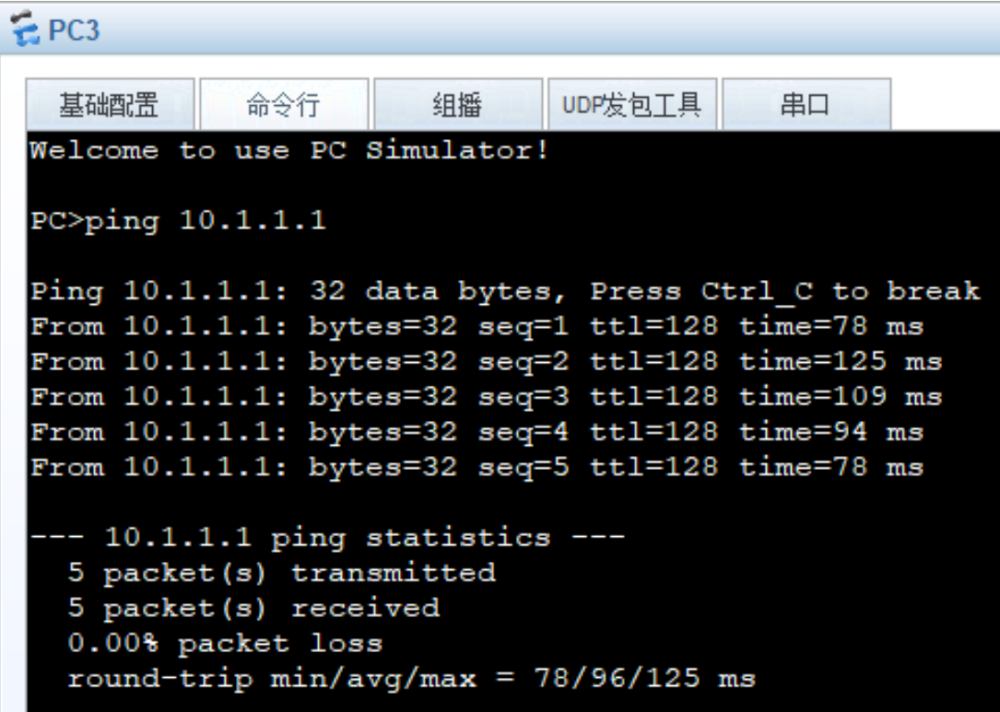 PC3
基础配置 命令行 组播 UDP发包工具 串口
Welcome to use PC Simulator!
PC>ping 10.1.1.1
Ping 10.1.1.1: 32 data bytes, Press Ctrl_C to break
From 10.1.1.1: bytes=32 seq=1 ttl=128 time=78 ms
From 10.1.1.1: bytes=32 seq=2 ttl=128 time=125 ms
From 10.1.1.1: bytes=32 seq=3 ttl=128 time=109 ms
From 10.1.1.1: bytes=32 seq=4 ttl=128 time=94 ms
From 10.1.1.1: bytes=32 seq=5 ttl=128 time=78 ms
--- 10.1.1.1 ping statistics ---
5 packet(s) transmitted
5 packet(s) received
0.00% packet loss
round-trip min/avg/max = 78/96/125 ms